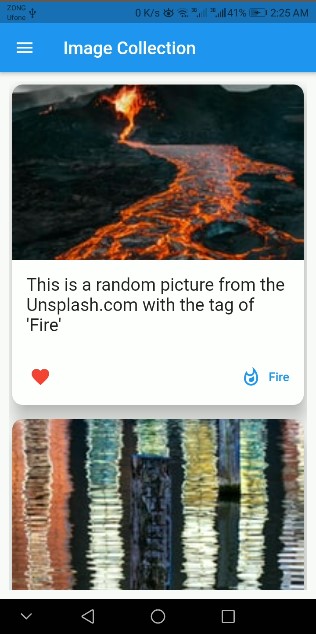 ZONG
Ufone
0 K/s
41%
2:25 AM
Image Collection
This is a random picture from the
Unsplash.com with the tag of
'Fire'
Fire